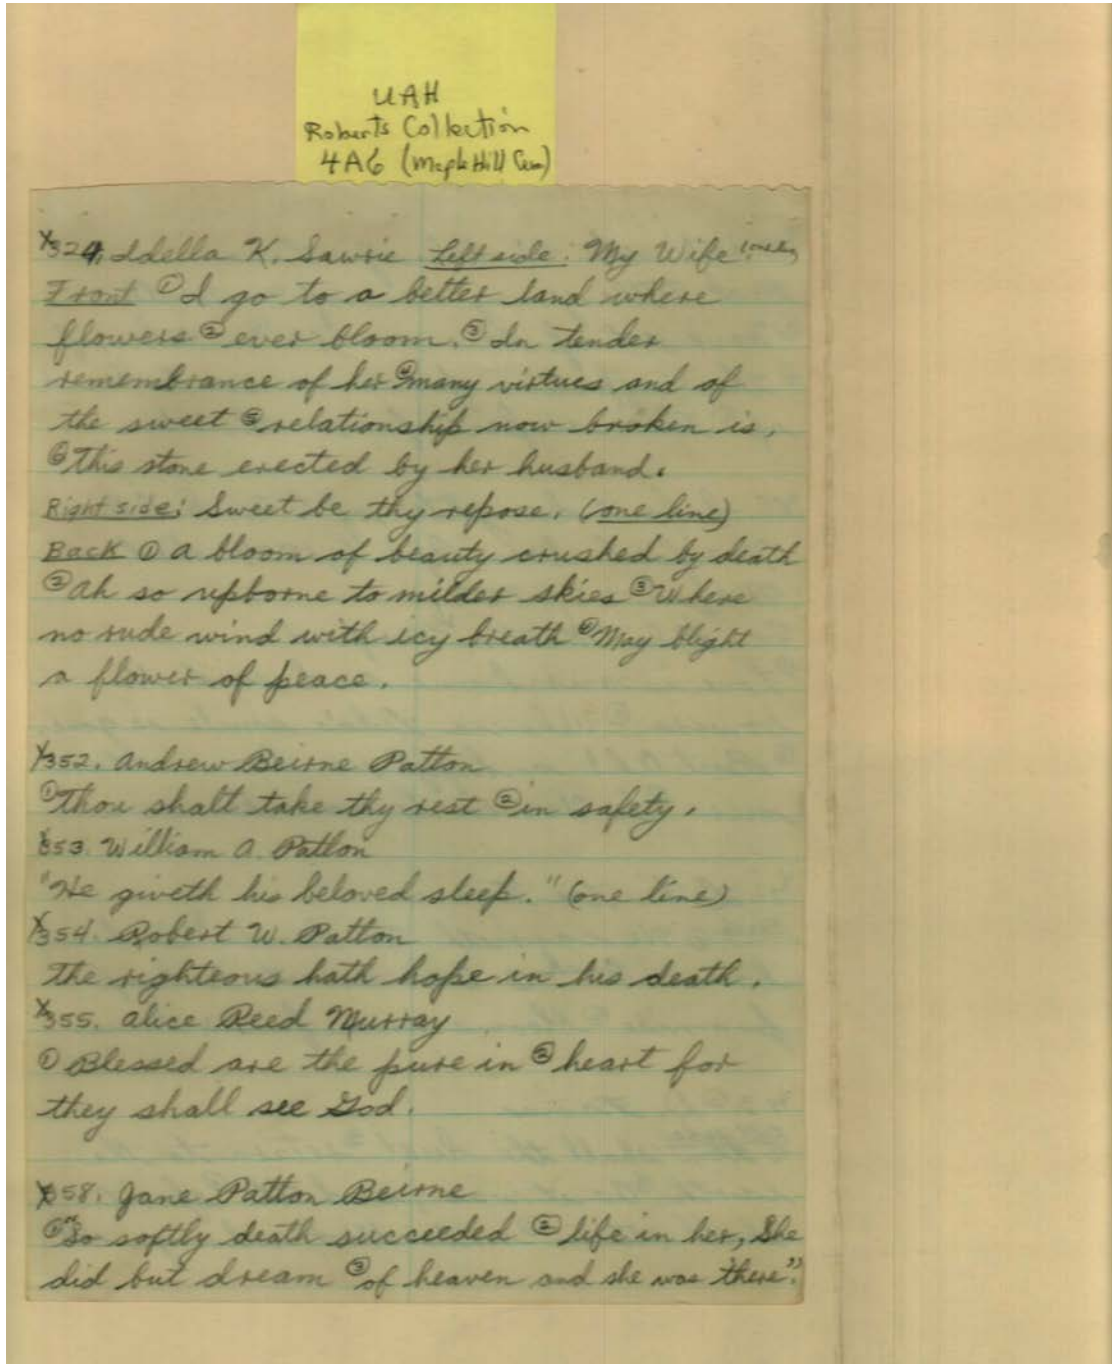 UAH
Roberts Collection
4A6 (Maple Hill Cem)
X324. Idella K. Sawrie Left side: My Wife (one line)
Front ① I go to a better land where
flowers ② ever bloom. ③ In tender
remembrance of her ④ many virtues and of
the sweet ⑤ relationship now broken is,
⑥ This stone erected by her husband.
Right side: Sweet be thy repose. (one line)
Back ① A bloom of beauty crushed by death
② Ah so upborne to milder skies ③ Where
no rude wind with icy breath ④ May blight
a flower of peace.
X352. Andrew Beirne Patton
① Thou shalt take thy rest ② in safety.
X353. William A. Patton
"He giveth his beloved sleep." (one line)
X354. Robert W. Patton
The righteous hath hope in his death.
X355. Alice Reed Murray
① Blessed are the pure in ② heart for
they shall see God.
X358. Jane Patton Beirne
① "So softly death succeeded ② life in her, She
did but dream ③ of heaven and she was there".